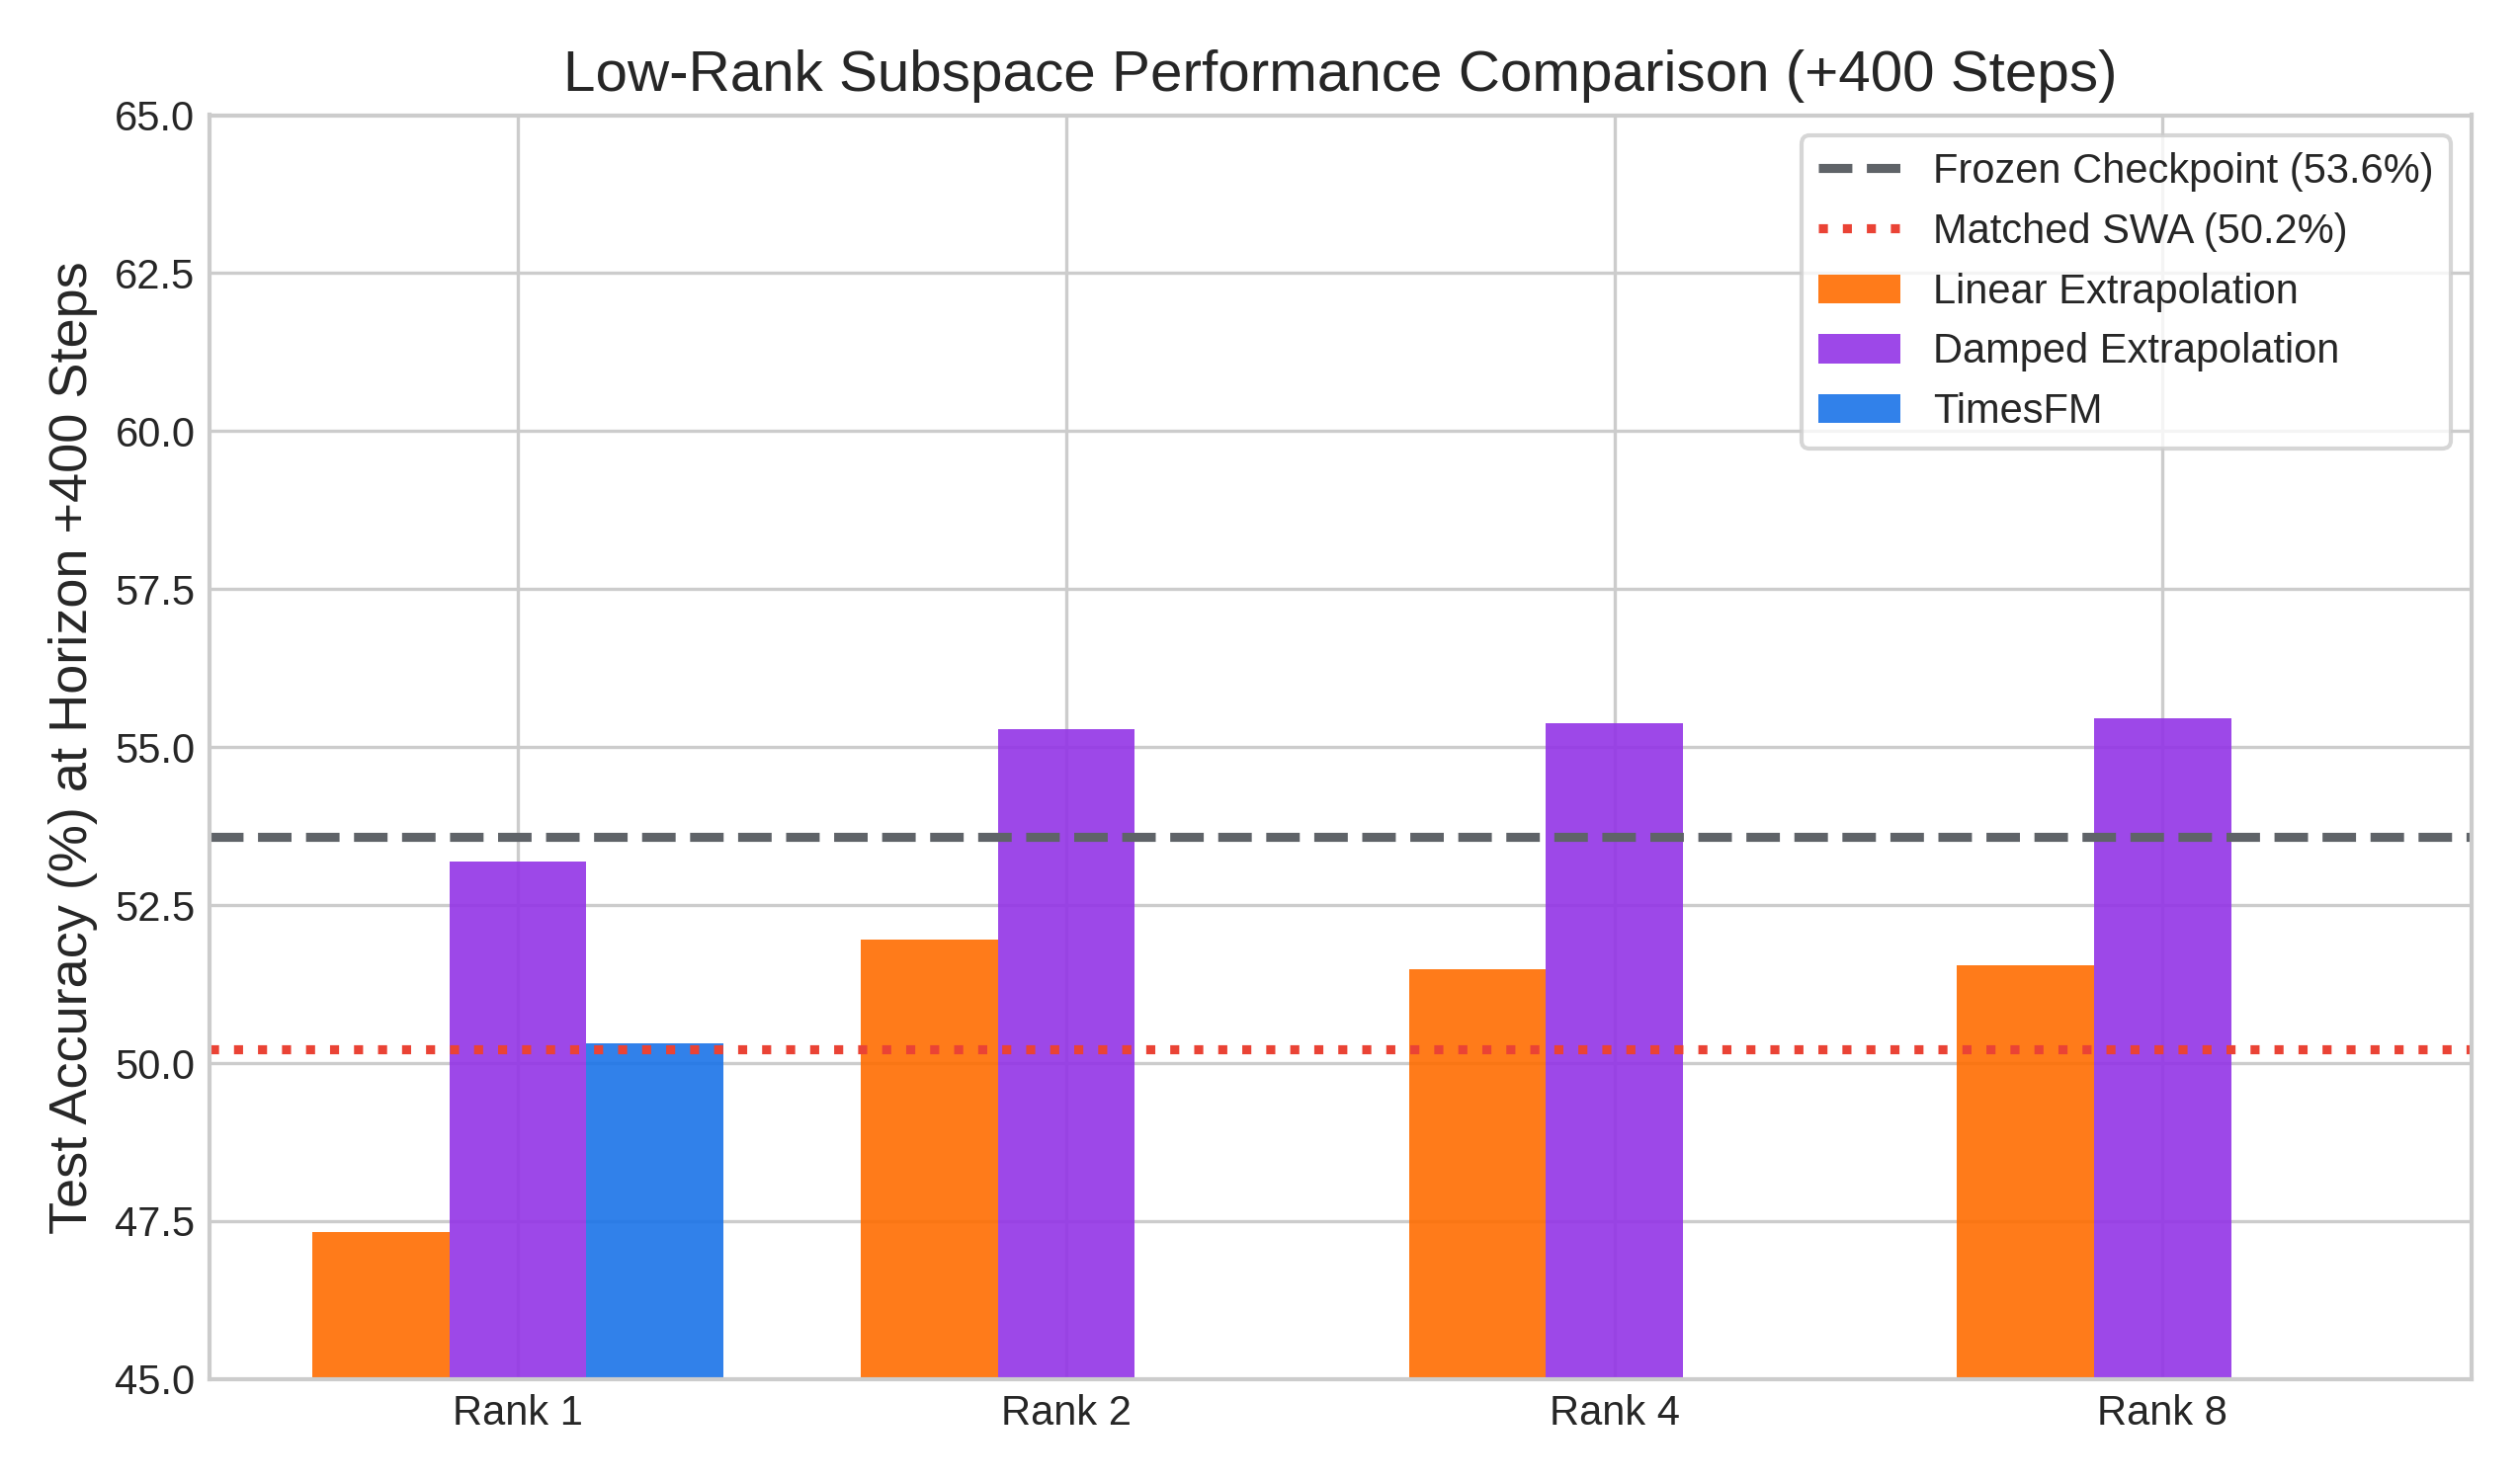 Low-Rank Subspace Performance Comparison (+400 Steps)
Test Accuracy (%) at Horizon +400 Steps
65.0
62.5
60.0
57.5
55.0
52.5
50.0
47.5
45.0
Frozen Checkpoint (53.6%)
Matched SWA (50.2%)
Linear Extrapolation
Damped Extrapolation
TimesFM
Rank 1
Rank 2
Rank 4
Rank 8